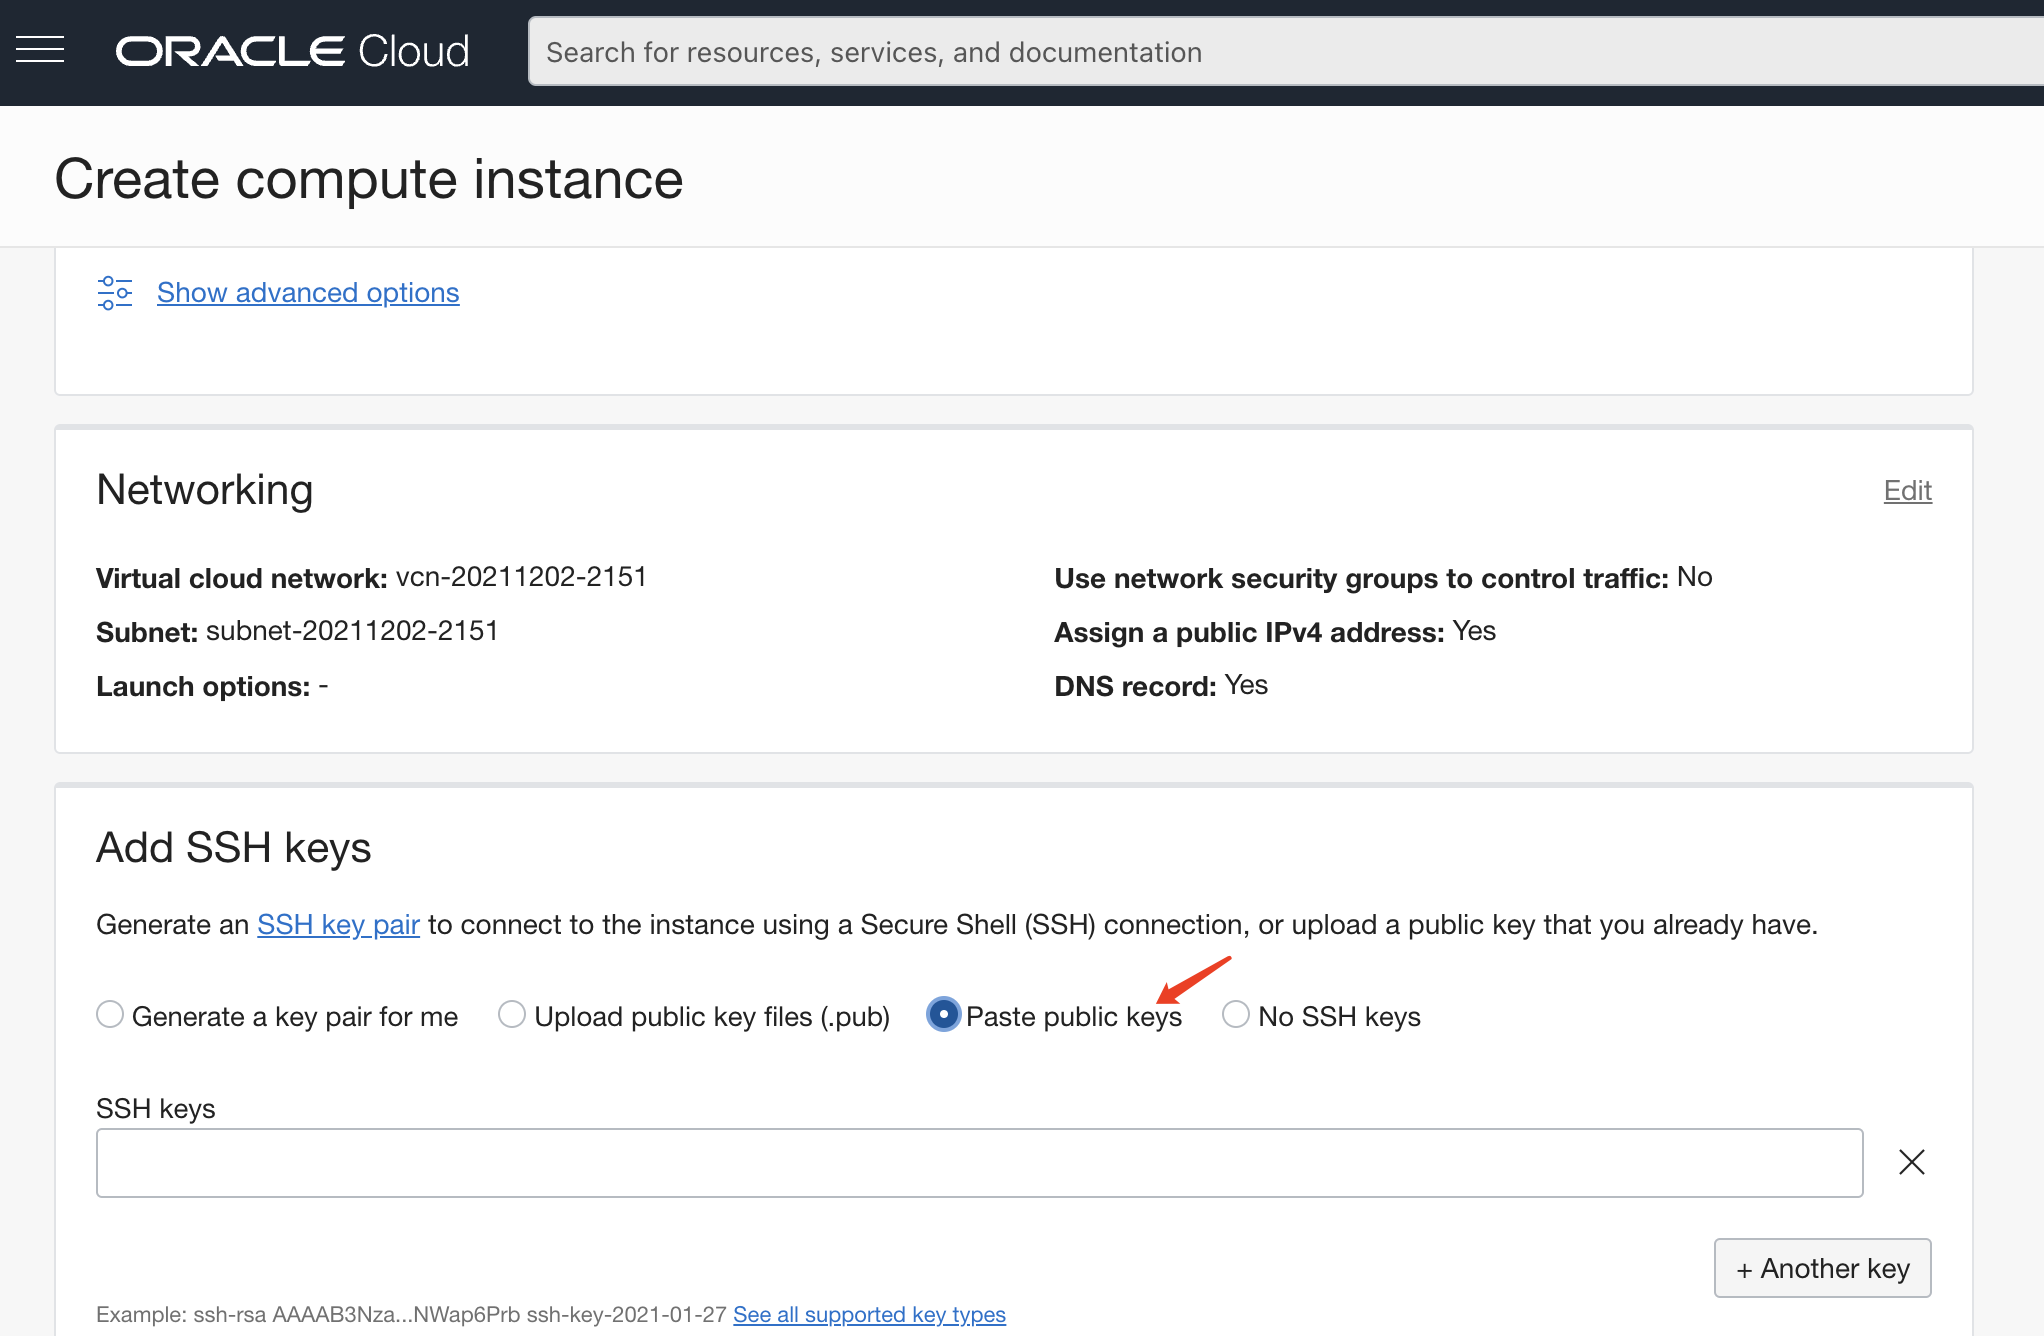 ORACLE Cloud
Search for resources, services, and documentation
Create compute instance
Show advanced options
Networking
Edit
Virtual cloud network: vcn-20211202-2151
Subnet: subnet-20211202-2151
Launch options: -
Use network security groups to control traffic: No
Assign a public IPv4 address: Yes
DNS record: Yes
Add SSH keys
Generate an SSH key pair to connect to the instance using a Secure Shell (SSH) connection, or upload a public key that you already have.
Generate a key pair for me
Upload public key files (.pub)
Paste public keys
No SSH keys
SSH keys
+ Another key
Example: ssh-rsa AAAAB3Nza...NWap6Prb ssh-key-2021-01-27 See all supported key types